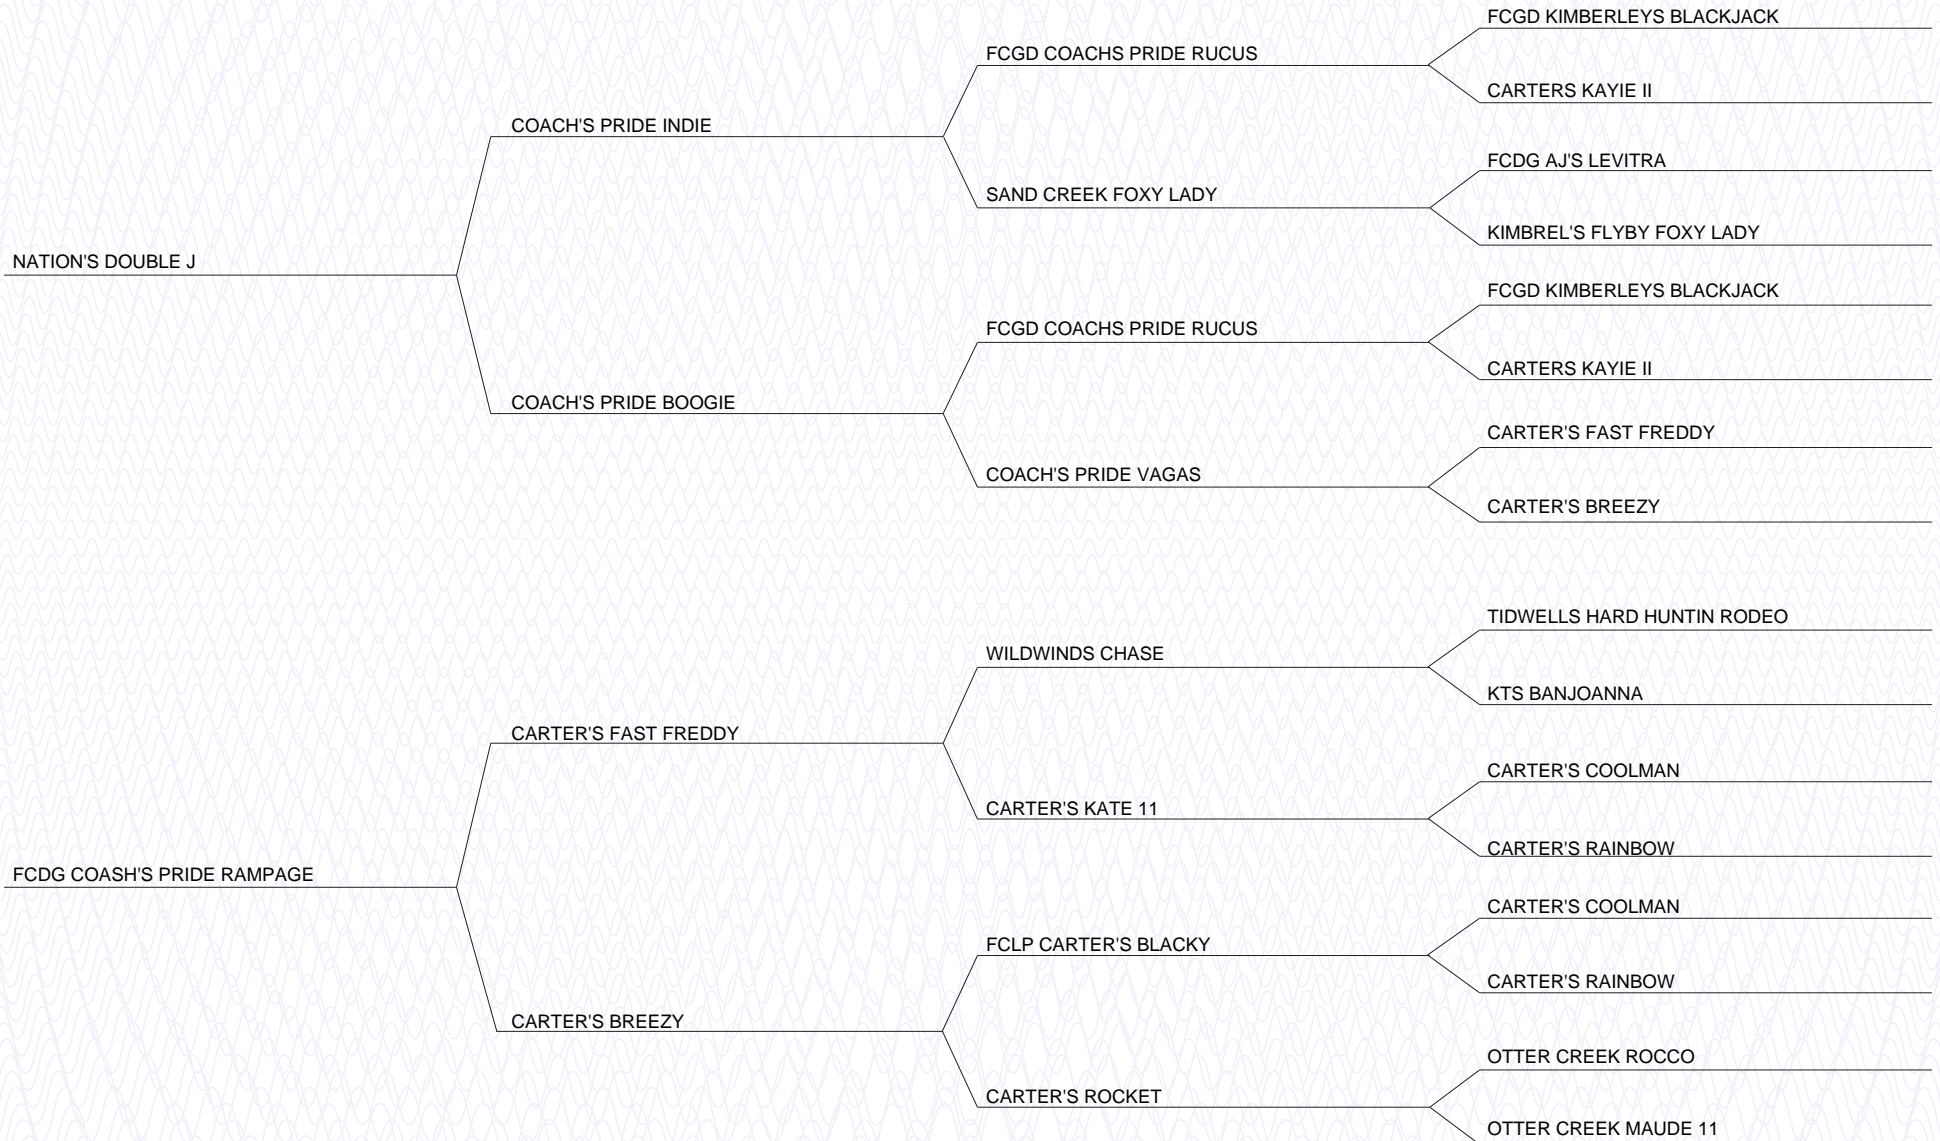 FCGD KIMBERLEYS BLACKJACK
FCGD COACHS PRIDE RUCUS
CARTERS KAYIE II
COACH'S PRIDE INDIE
FCDG AJ'S LEVITRA
SAND CREEK FOXY LADY
KIMBREL'S FLYBY FOXY LADY
NATION'S DOUBLE J
FCGD KIMBERLEYS BLACKJACK
FCGD COACHS PRIDE RUCUS
CARTERS KAYIE II
COACH'S PRIDE BOOGIE
CARTER'S FAST FREDDY
COACH'S PRIDE VAGAS
CARTER'S BREEZY
TIDWELLS HARD HUNTIN RODEO
WILDWINDS CHASE
KTS BANJOANNA
CARTER'S FAST FREDDY
CARTER'S COOLMAN
CARTER'S KATE 11
CARTER'S RAINBOW
FCDG COASH'S PRIDE RAMPAGE
CARTER'S COOLMAN
FCLP CARTER'S BLACKY
CARTER'S RAINBOW
CARTER'S BREEZY
OTTER CREEK ROCCO
CARTER'S ROCKET
OTTER CREEK MAUDE 11